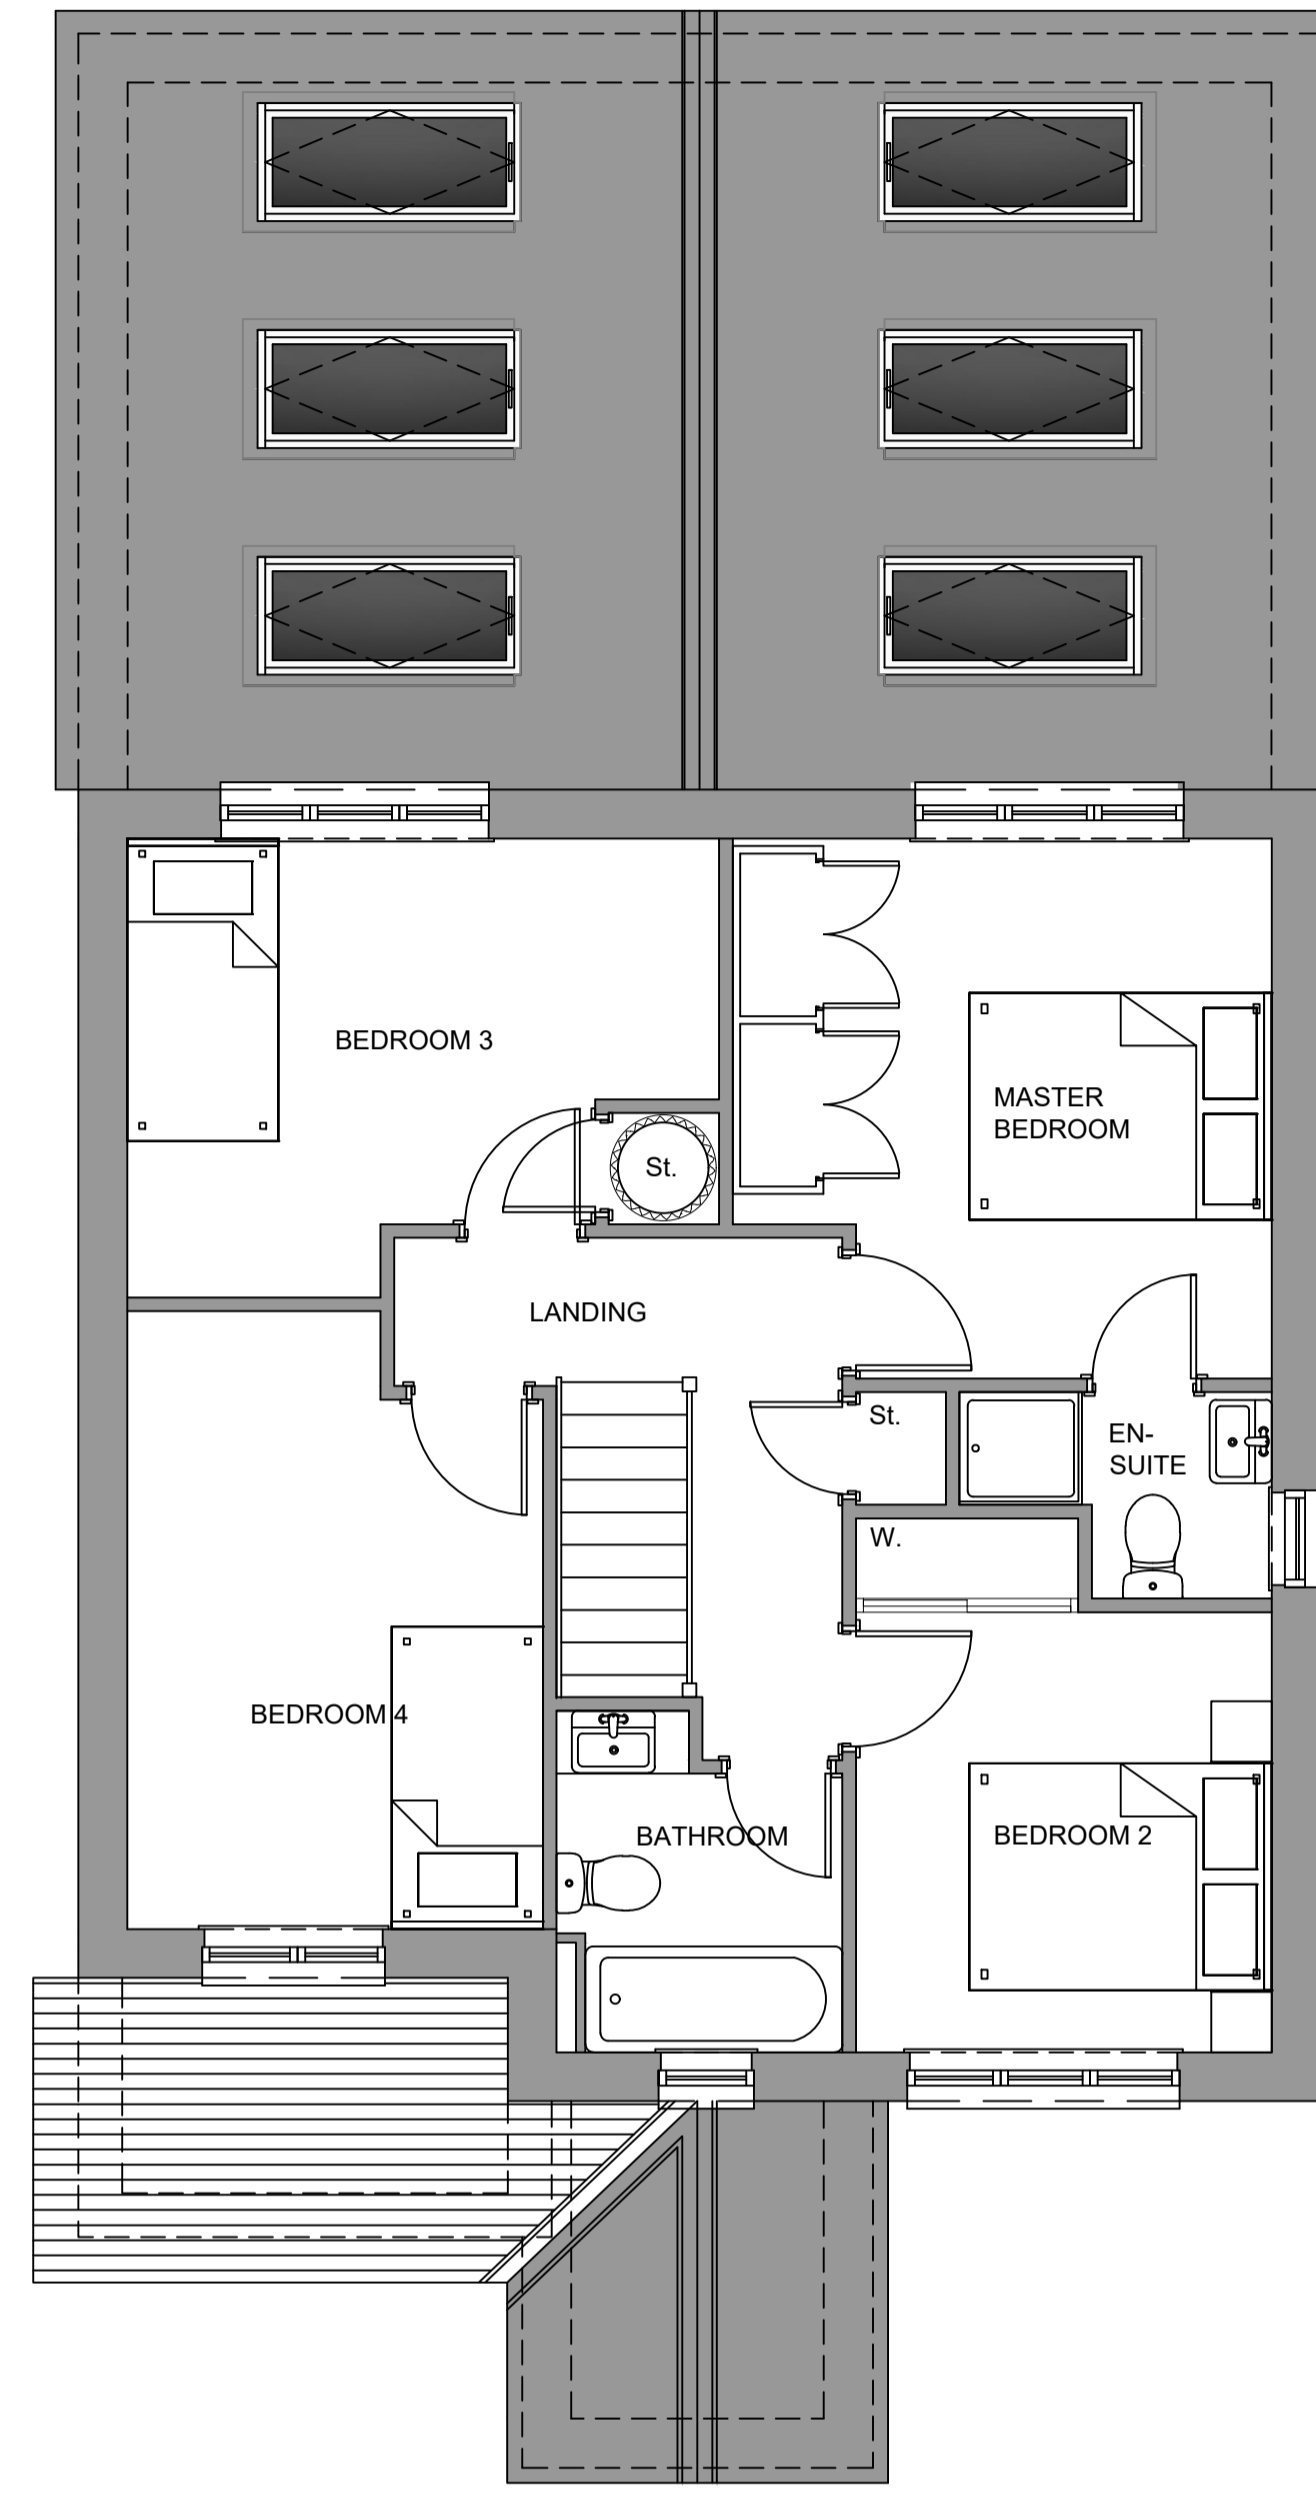 BEDROOM 3
MASTER
BEDROOM
St.
LANDING
St.
EN-
SUITE
W.
BEDROOM 4
BATHROOM
BEDROOM 2